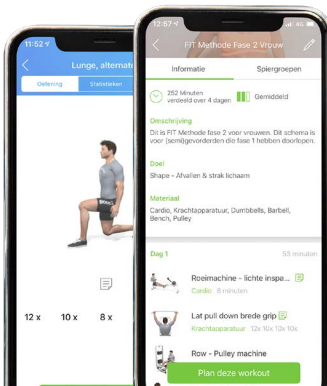 11:52
Lunge, alternat
Oefening
Statistieken
12 x 10 x 8 x
12:57
4G
FIT Methode Fase 2 Vrouw
Informatie
Spiergroepen
252 Minuten
verdeeld over 4 dagen
Gemiddeld
Omschrijving
Dit is FIT Methode fase 2 voor vrouwen. Dit schema is
voor (semi)gevorderden die fase 1 hebben doorlopen.
Doel
Shape - Afvallen & strak lichaam
Materiaal
Cardio, Krachtapparatuur, Dumbbells, Barbell,
Bench, Pulley
Dag 1
53 minuten
Roeimachine - lichte inspa...
Cardio 8 minuten
Lat pull down brede grip
Krachtapparatuur 12x 10x 10x 10x
Row - Pulley machine
Plan deze workout